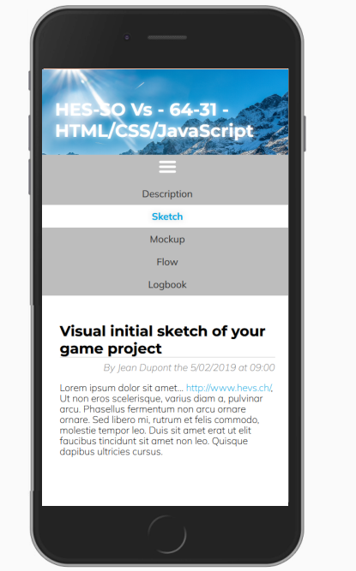 HES-SO Vs - 64-31 -
HTML/CSS/JavaScript
Description
Sketch
Mockup
Flow
Logbook
Visual initial sketch of your
game project
By Jean Dupont the 5/02/2019 at 09:00
Lorem ipsum dolor sit amet... http://www.hevs.ch/,
Ut non eros scelerisque, varius diam a, pulvinar
arcu. Phasellus fermentum non arcu ornare
ornare. Sed libero mi, rutrum et felis commodo,
molestie tempor leo. Duis sit amet erat ut elit
faucibus tincidunt sit amet non leo. Quisque
dapibus ultricies cursus.